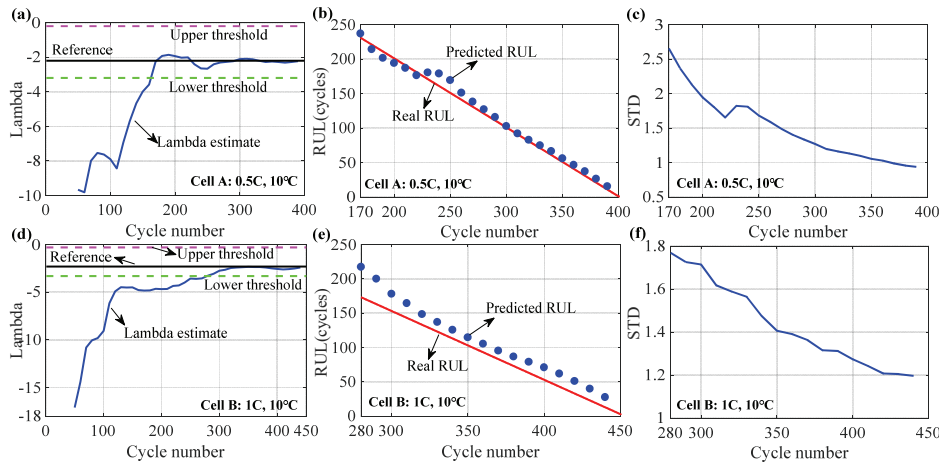 (a)
0
-2
-4
-6
-8
-10
Lambda
Upper threshold
Reference
Lower threshold
Lambda estimate
Cell A: 0.5C, 10℃
0 100 200 300 400
Cycle number
(b)
250
200
150
100
50
0
RUL(cycles)
Predicted RUL
Real RUL
Cell A: 0.5C, 10℃
170 200 250 300 350 400
Cycle number
(c)
3
2.5
2
1.5
1
0.5
STD
Cell A: 0.5C, 10℃
170 200 250 300 350 400
Cycle number
(d)
0
-5
-10
-15
-18
Lambda
Reference
Upper threshold
Lower threshold
Lambda estimate
Cell B: 1C, 10℃
0 100 200 300 400 450
Cycle number
(e)
250
200
150
100
50
0
RUL(cycles)
Predicted RUL
Real RUL
Cell B: 1C, 10℃
280 300 350 400 450
Cycle number
(f)
1.8
1.6
1.4
1.2
1
STD
Cell B: 1C, 10℃
280 300 350 400 450
Cycle number